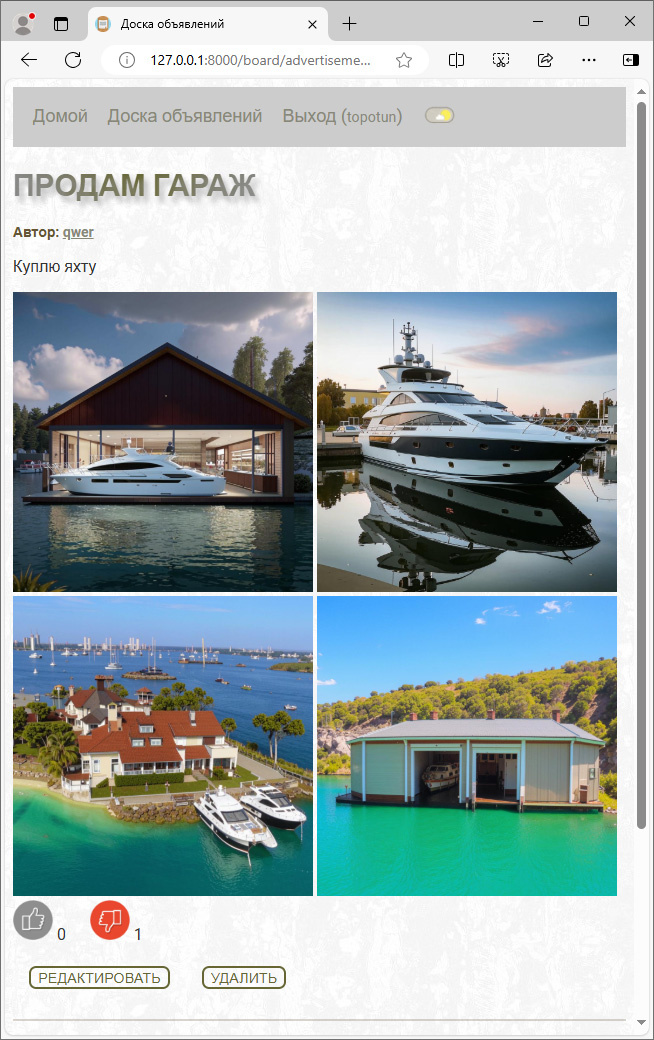 Доска объявлений
127.0.0.1:8000/board/advertiseme...
Домой Доска объявлений Выход (topotun)
ПРОДАМ ГАРАЖ
Автор: qwer
Куплю яхту
0 1
РЕДАКТИРОВАТЬ УДАЛИТЬ